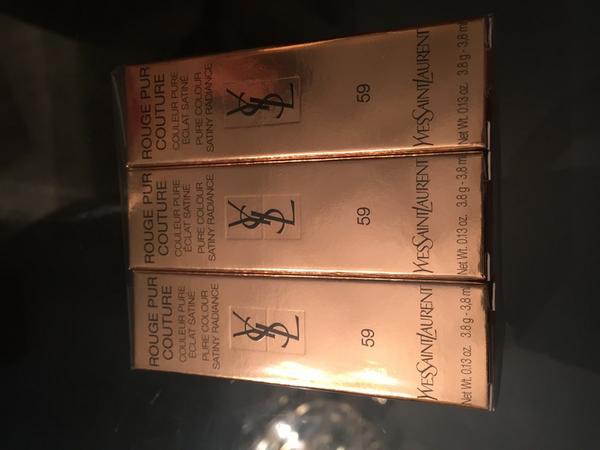 ROUGE PUR
COUTURE
COULEUR PURE
ÉCLAT SATINÉ
PURE COLOUR
SATINY RADIANCE
YSL
59
YVESSAINTLAURENT
Net Wt. 0.13 oz 3.8 g - 3,8 m
ROUGE PUR
COUTURE
COULEUR PURE
ÉCLAT SATINÉ
PURE COLOUR
SATINY RADIANCE
YSL
59
YVESSAINTLAURENT
Net Wt. 0.13 oz 3.8 g - 3,8 m
ROUGE PUR
COUTURE
COULEUR PURE
ÉCLAT SATINÉ
PURE COLOUR
SATINY RADIANCE
YSL
59
YVESSAINTLAURENT
Net Wt. 0.13 oz 3.8 g - 3,8 m